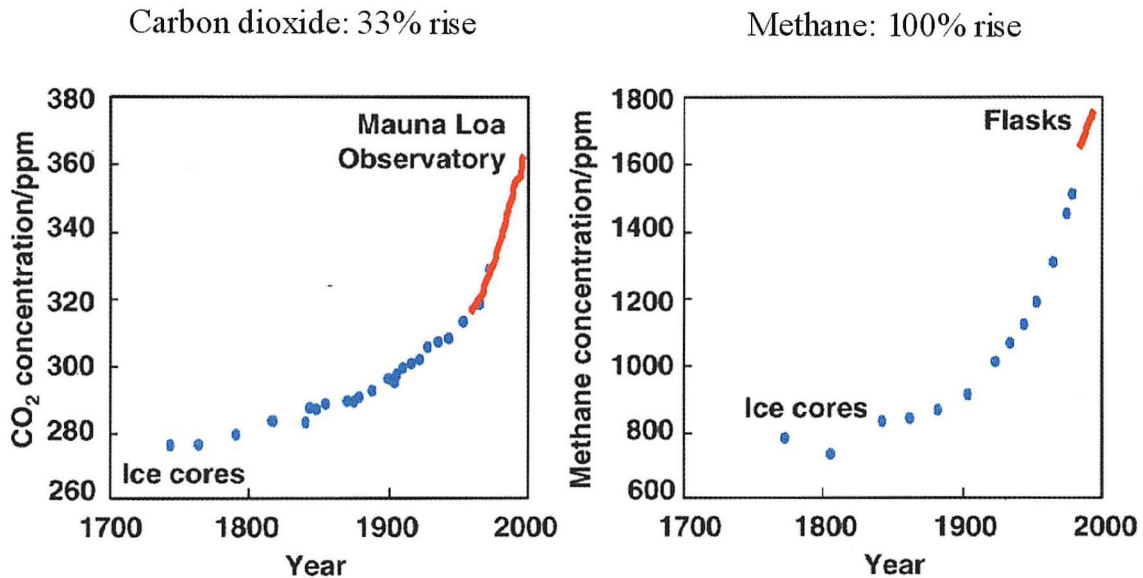 Carbon dioxide: 33% rise
Methane: 100% rise
380
360
340
320
300
280
260
CO₂ concentration/ppm
Mauna Loa
Observatory
Ice cores
1700
1800
1900
2000
Year
1800
1600
1400
1200
1000
800
600
Methane concentration/ppm
Flasks
Ice cores
1700
1800
1900
2000
Year